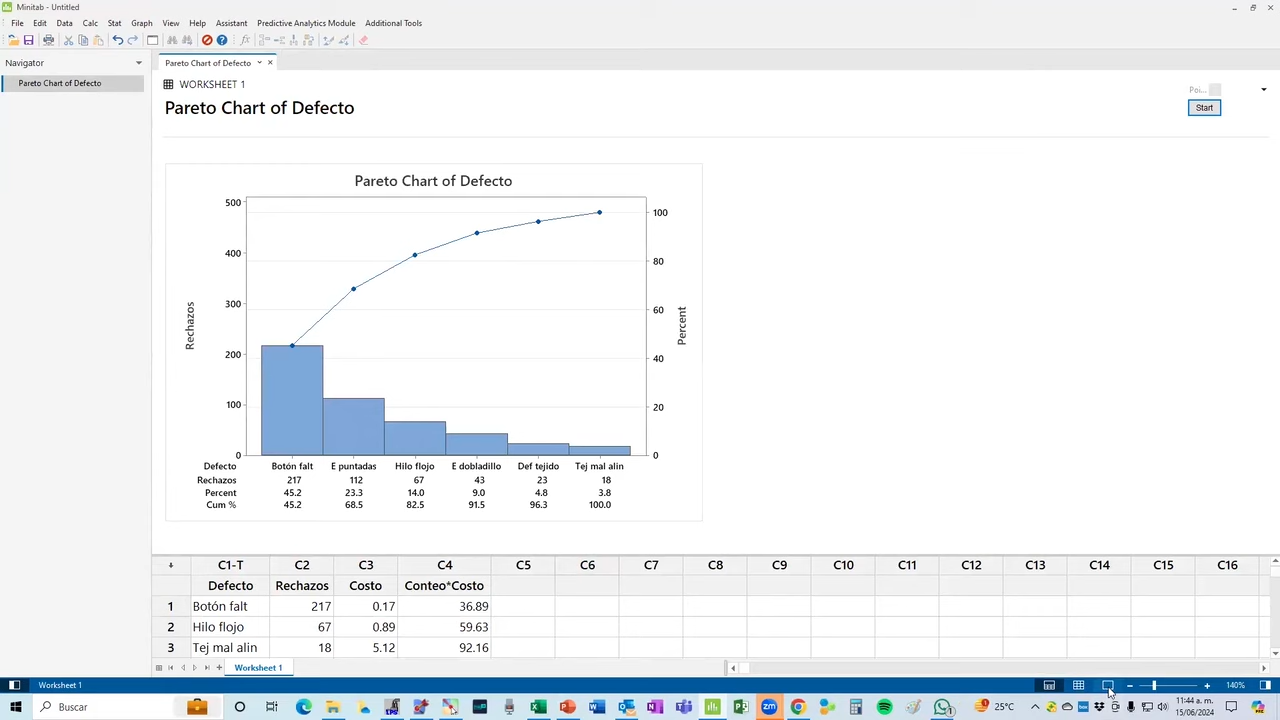 Minitab - Untitled
File Edit Data Calc Stat Graph View Help Assistant Predictive Analytics Module Additional Tools
Navigator
Pareto Chart of Defecto
Pareto Chart of Defecto
WORKSHEET 1
Pareto Chart of Defecto
Poi...
Start
Pareto Chart of Defecto
500
400
300
200
100
0
Rechazos
100
80
60
40
20
0
Percent
Defecto Botón falt E puntadas Hilo flojo E dobladillo Def tejido Tej mal alin
Rechazos 217 112 67 43 23 18
Percent 45.2 23.3 14.0 9.0 4.8 3.8
Cum % 45.2 68.5 82.5 91.5 96.3 100.0
C1-T C2 C3 C4 C5 C6 C7 C8 C9 C10 C11 C12 C13 C14 C15 C16
Defecto Rechazos Costo Conteo*Costo
1 Botón falt 217 0.17 36.89
2 Hilo flojo 67 0.89 59.63
3 Tej mal alin 18 5.12 92.16
Worksheet 1
Worksheet 1
140%
Buscar
zm
25°C
11:44 a. m.
15/06/2024